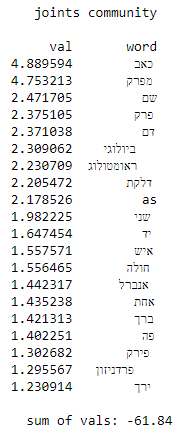 joints community
val word
4.889594 כאב
4.753213 מפרק
2.471705 שם
2.375105 פרק
2.371038 דם
2.309062 ביולוגי
2.230709 ראומטולוג
2.205472 דלקת
2.178526 as
1.982225 שני
1.647454 יד
1.557571 איש
1.556465 חולה
1.442317 אנברל
1.435238 אחת
1.421313 ברך
1.402251 פה
1.302682 פירק
1.295567 פרדניזון
1.230914 ירך
sum of vals: -61.84